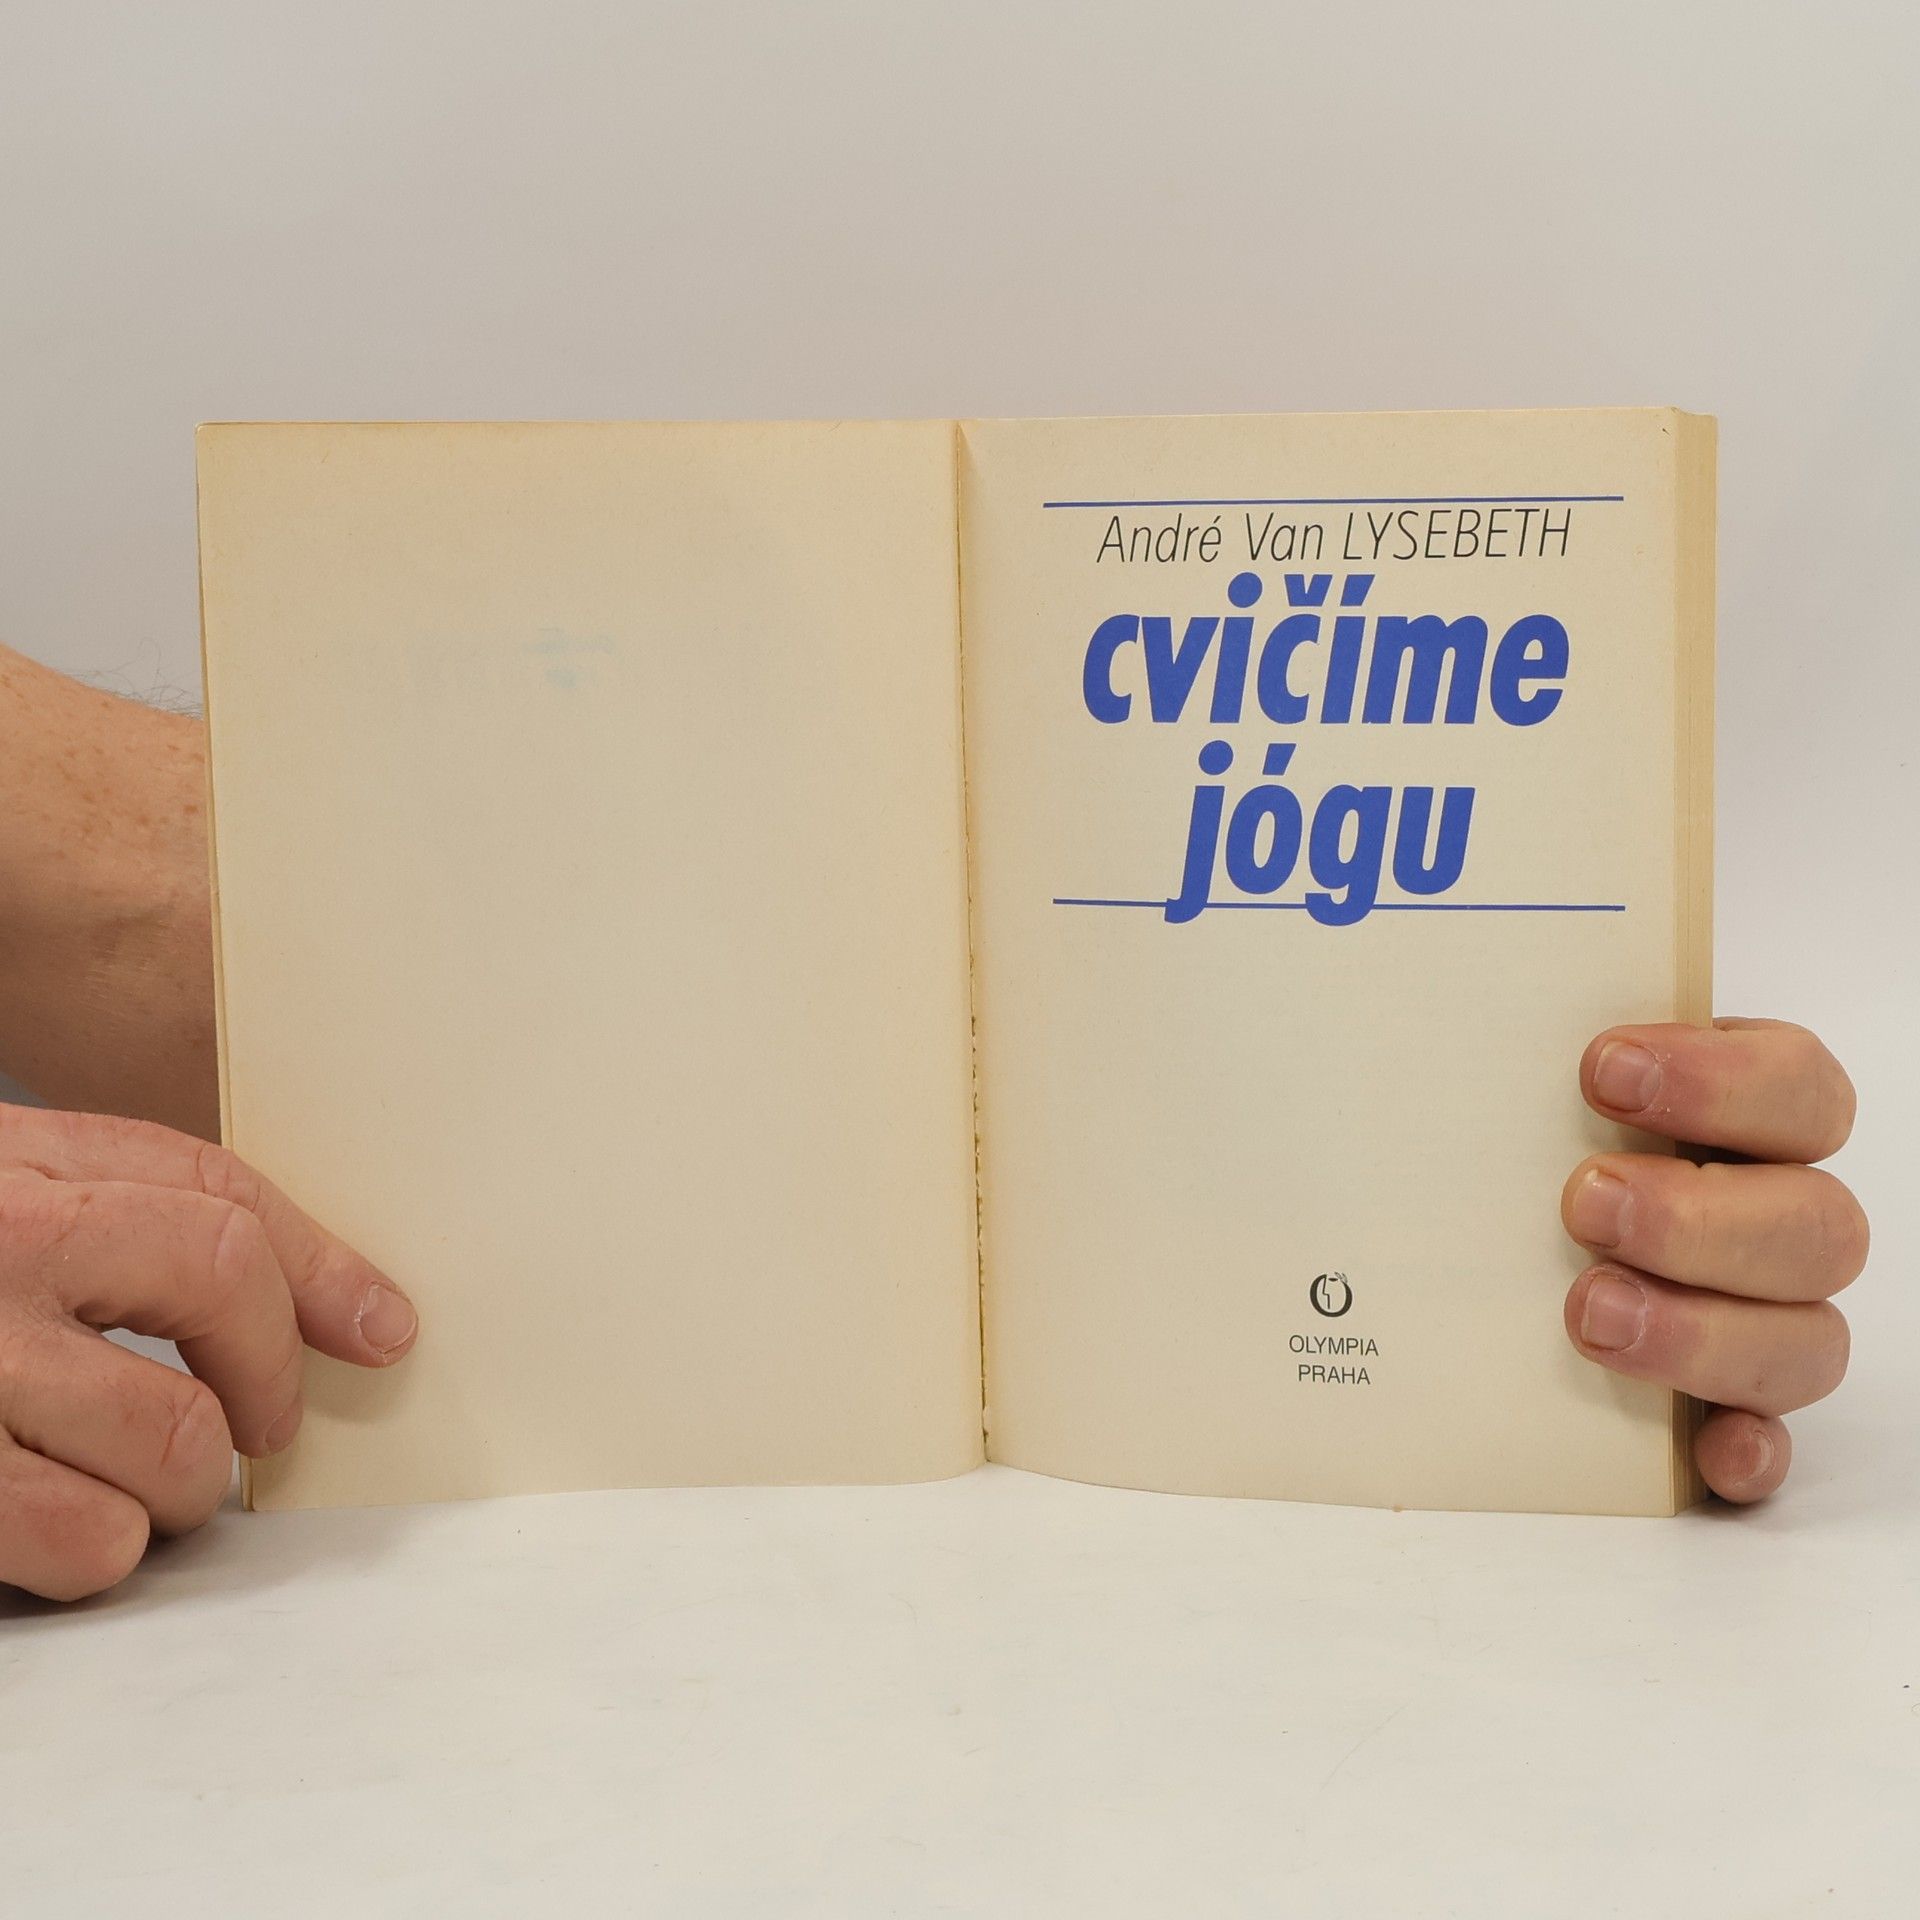 André Van LYSEBETH
cvičíme
jógu
OLYMPIA
PRAHA